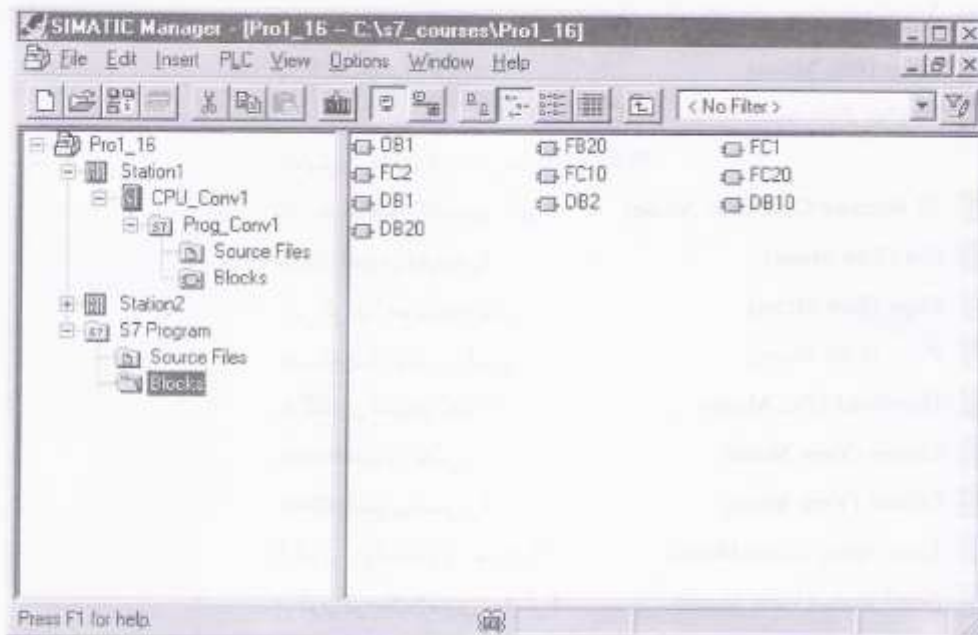 SIMATIC Manager - [Pro1_16 – C:\s7_courses\Pro1_16]
File Edit Insert PLC View Options Window Help
< No Filter >
Pro1_16
Station1
CPU_Conv1
Prog_Conv1
Source Files
Blocks
Station2
S7 Program
Source Files
Blocks
DB1 FB20 FC1
FC2 FC10 FC20
DB1 DB2 DB10
DB20
Press F1 for help.